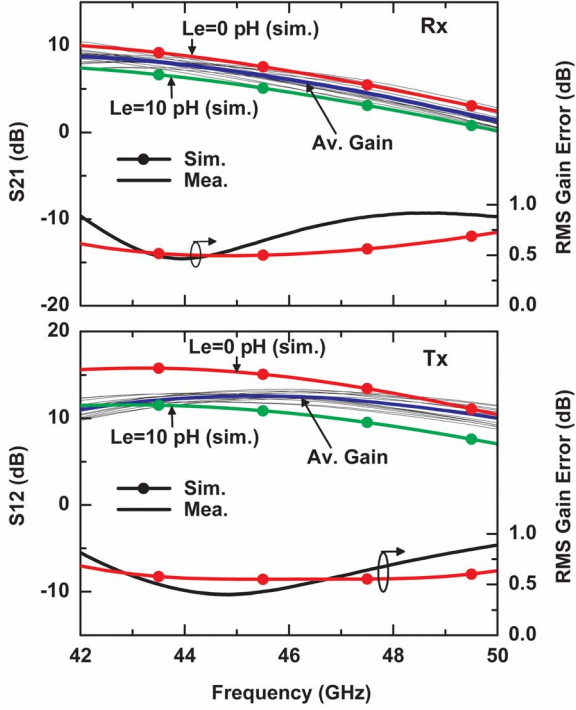 Le=0 pH (sim.)
Rx
10
Le=10 pH (sim.)
0
Av. Gain
Sim.
Mea.
-10
1.0
0.5
-20
0.0
S21 (dB)
RMS Gain Error (dB)
20
Le=0 pH (sim.)
Tx
10
Le=10 pH (sim.)
Av. Gain
0
Sim.
Mea.
1.0
-10
0.5
0.0
S12 (dB)
RMS Gain Error (dB)
42 44 46 48 50
Frequency (GHz)